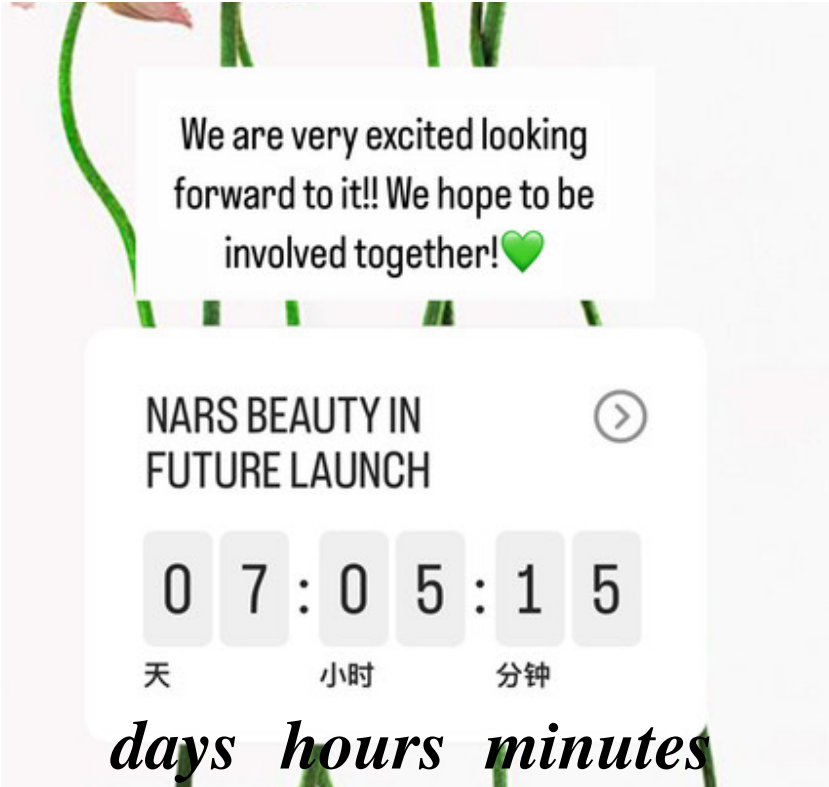 We are very excited looking
forward to it!! We hope to be
involved together!💚
NARS BEAUTY IN
FUTURE LAUNCH
07:05:15
天 小时 分钟
days hours minutes